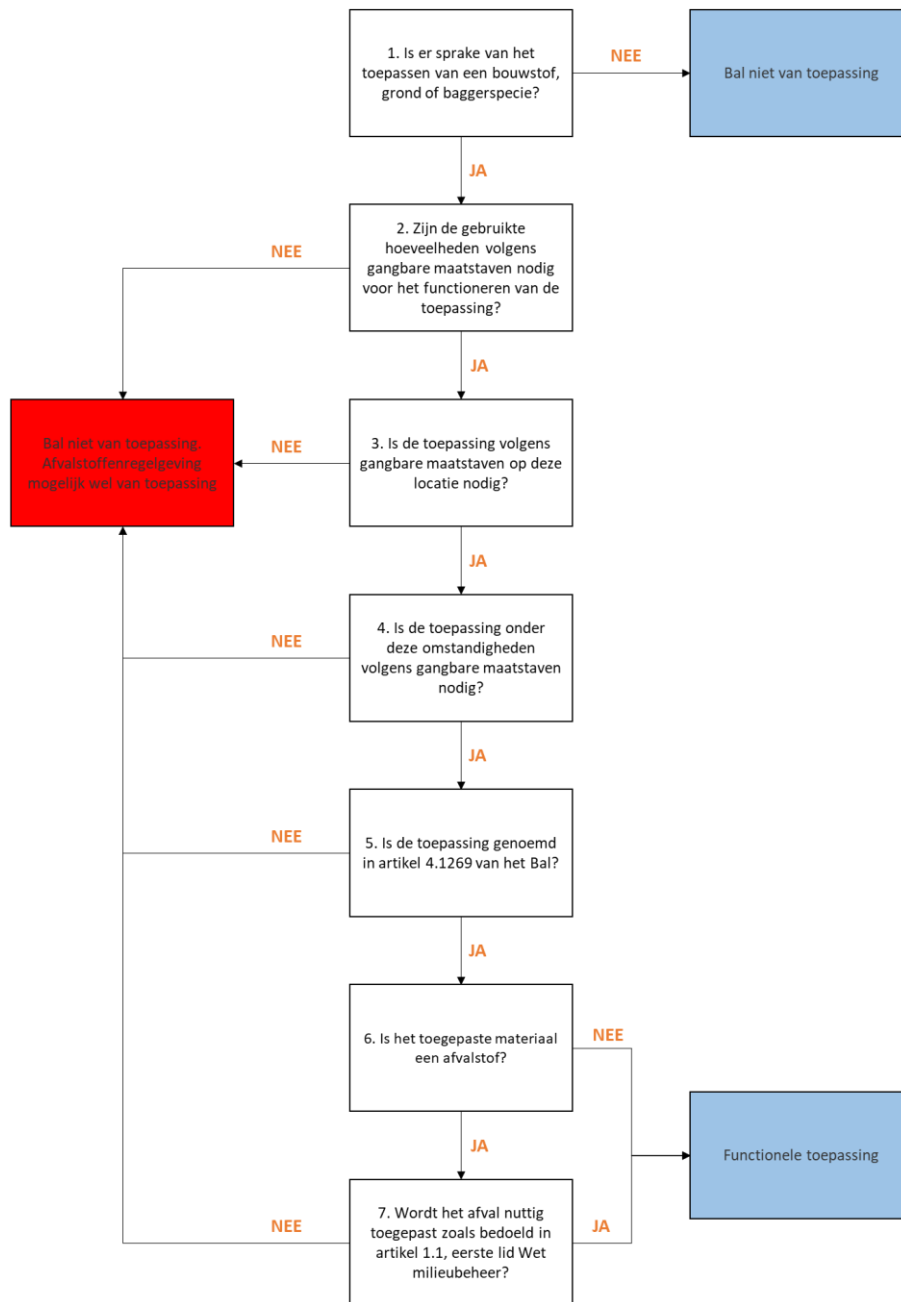 1. Is er sprake van het
toepassen van een bouwstof,
grond of baggerspecie?
NEE
Bal niet van toepassing
JA
2. Zijn de gebruikte
hoeveelheden volgens
gangbare maatstaven nodig
voor het functioneren van de
toepassing?
NEE
JA
Bal niet van toepassing.
Afvalstoffenregelgeving
mogelijk wel van toepassing
NEE
3. Is de toepassing volgens
gangbare maatstaven op deze
locatie nodig?
JA
4. Is de toepassing onder
deze omstandigheden
volgens gangbare maatstaven
nodig?
NEE
JA
5. Is de toepassing genoemd
in artikel 4.1269 van het Bal?
NEE
JA
6. Is het toegepaste materiaal
een afvalstof?
NEE
JA
Functionele toepassing
7. Wordt het afval nuttig
toegepast zoals bedoeld in
artikel 1.1, eerste lid Wet
milieubeheer?
NEE
JA